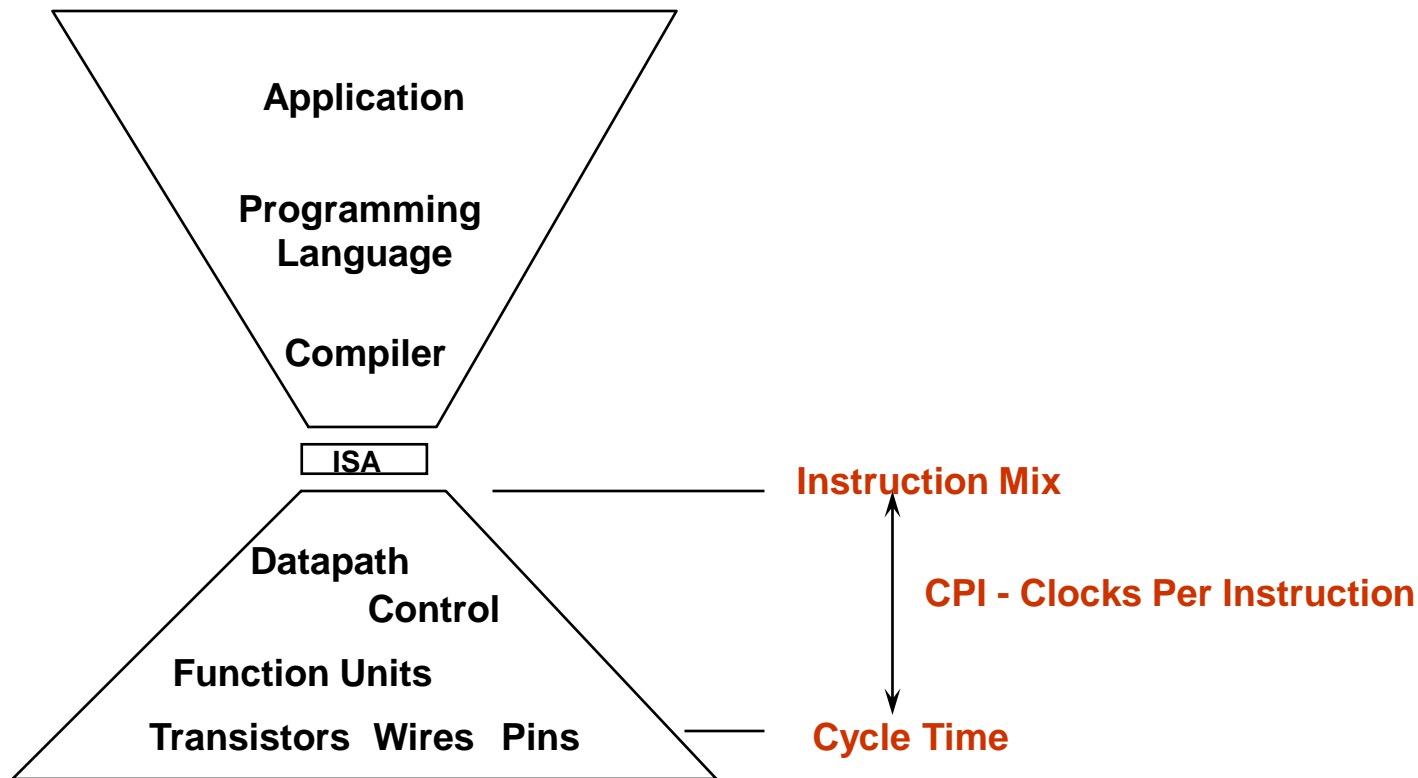 Application
Programming
Language
Compiler
ISA
Instruction Mix
Datapath
Control
CPI - Clocks Per Instruction
Function Units
Transistors Wires Pins
Cycle Time